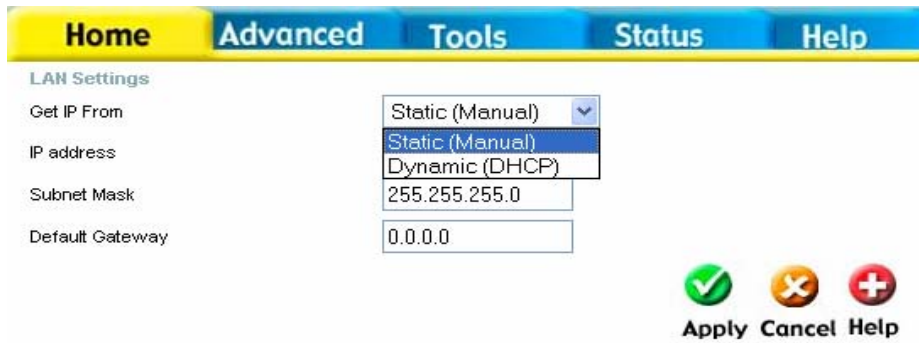 Home Advanced Tools Status Help
LAN Settings
Get IP From Static (Manual)
Static (Manual)
IP address
Dynamic (DHCP)
Subnet Mask 255.255.255.0
Default Gateway 0.0.0.0
Apply Cancel Help